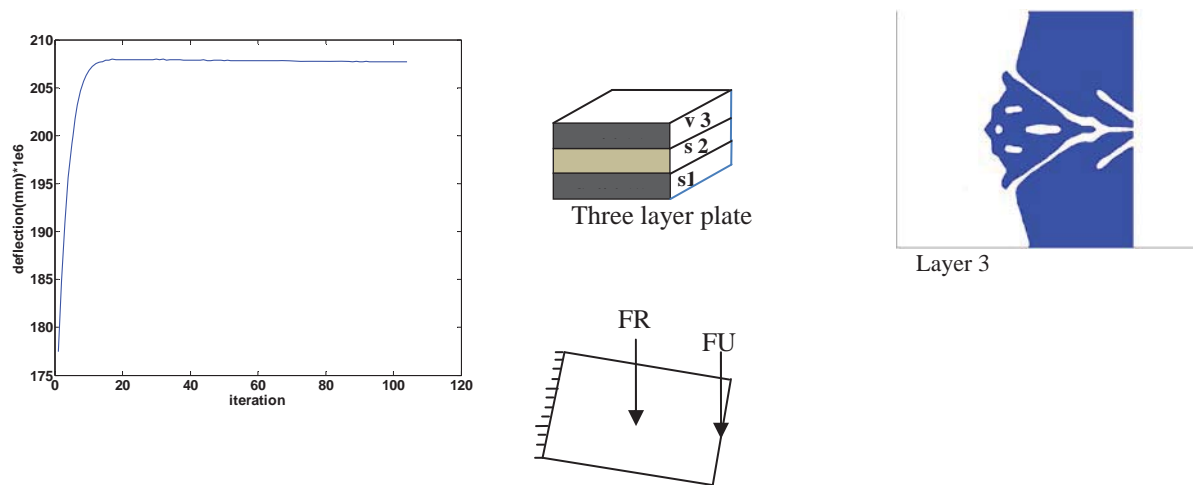 210
205
200
195
190
185
180
175
0
20
40
60
80
100
120
deflection(mm)*1e6
iteration
v 3
s 2
s1
Three layer plate
FR
FU
Layer 3